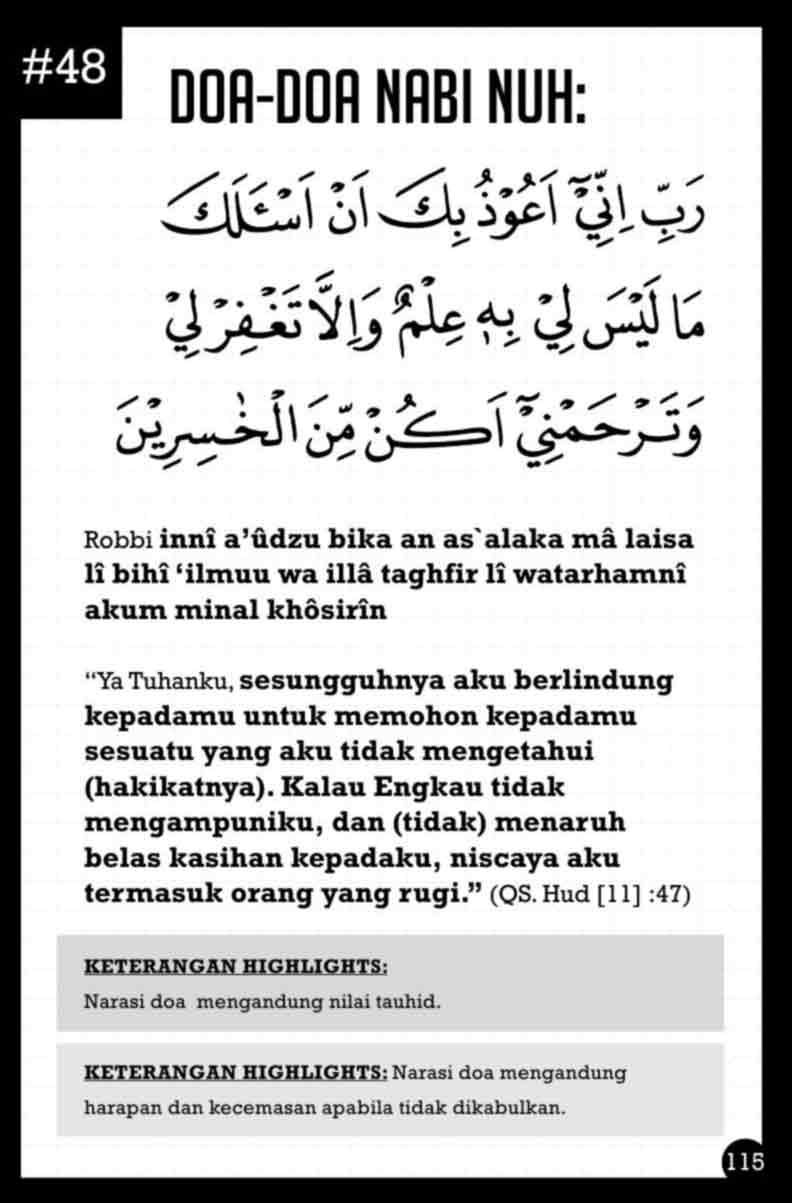 #48
DOA-DOA NABI NUH:
رَبِّ اِنِّيْٓ اَعُوْذُ بِكَ اَنْ اَسْـَٔلَكَ
مَا لَيْسَ لِيْ بِهٖ عِلْمٌ وَاِلَّا تَغْفِرْ لِيْ
وَتَرْحَمْنِيْٓ اَكُنْ مِّنَ الْخٰسِرِيْنَ
Robbi innî a’ûdzu bika an as`alaka mâ laisa
lî bihî ‘ilmuu wa illâ taghfir lî watarhamnî
akum minal khôsirîn
“Ya Tuhanku, sesungguhnya aku berlindung
kepadamu untuk memohon kepadamu
sesuatu yang aku tidak mengetahui
(hakikatnya). Kalau Engkau tidak
mengampuniku, dan (tidak) menaruh
belas kasihan kepadaku, niscaya aku
termasuk orang yang rugi.” (QS. Hud [11] :47)
KETERANGAN HIGHLIGHTS:
Narasi doa mengandung nilai tauhid.
KETERANGAN HIGHLIGHTS: Narasi doa mengandung
harapan dan kecemasan apabila tidak dikabulkan.
115